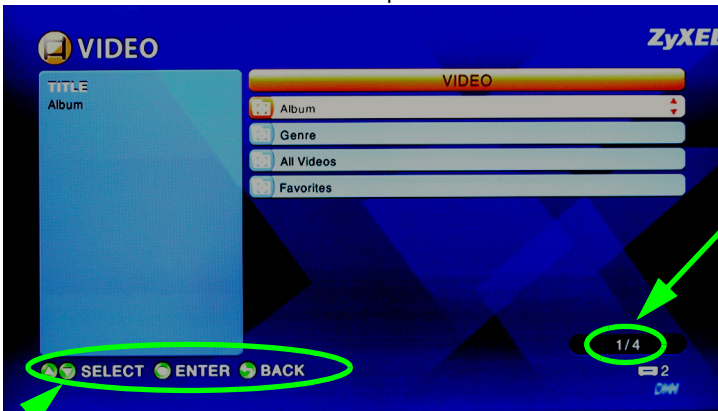 VIDEO
ZyXEL
TITLE
Album
VIDEO
Album
Genre
All Videos
Favorites
1/4
SELECT ENTER BACK
2